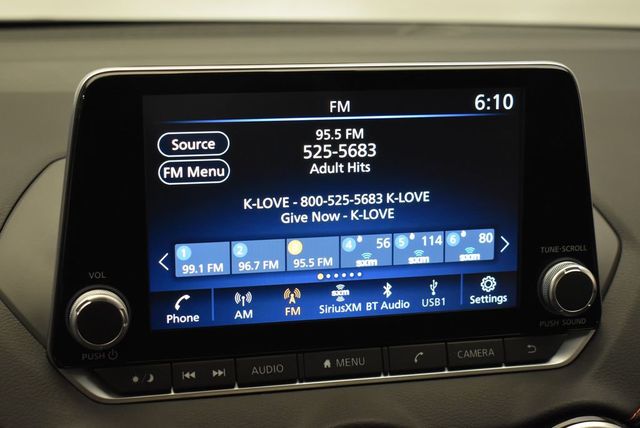 FM
6:10
Source
95.5 FM
525-5683
FM Menu
Adult Hits
K-LOVE - 800-525-5683 K-LOVE
Give Now - K-LOVE
1 2 3 4 56 5 114 6 80
99.1 FM 96.7 FM 95.5 FM sxm sxm sxm
Phone AM FM sxm SiriusXM BT Audio USB1 Settings
VOL
PUSH
TUNE·SCROLL
PUSH SOUND
AUDIO MENU CAMERA